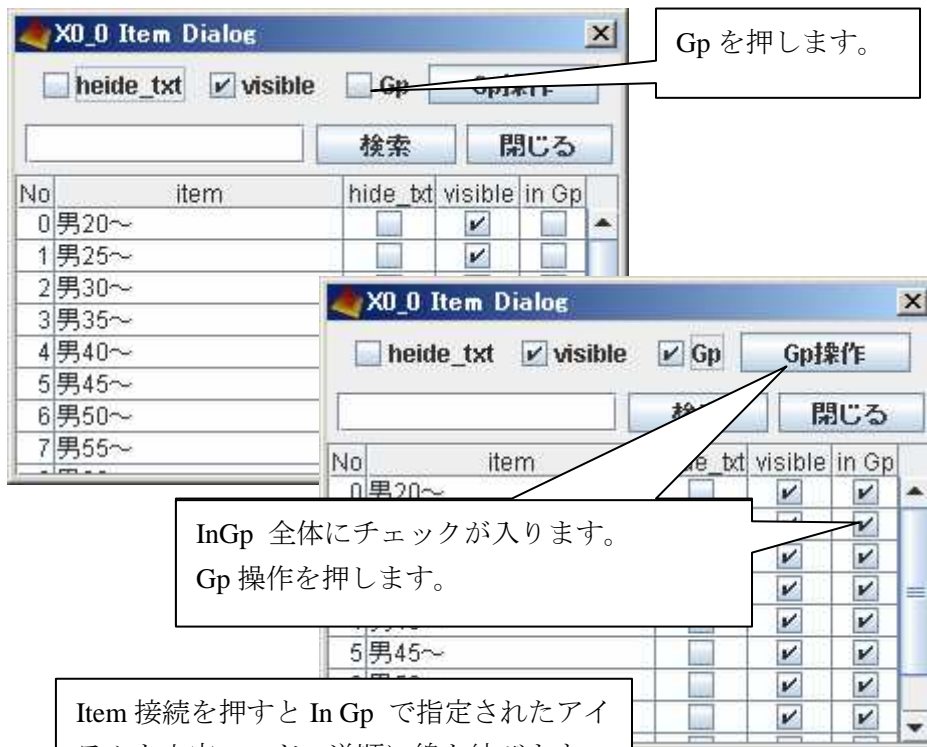 X0_0 Item Dialog
Gp を押します。
heide_txt visible Gp Gp操作
検索 閉じる
No item hide_txt visible in Gp
0 男20~
1 男25~
2 男30~
3 男35~
4 男40~
5 男45~
6 男50~
7 男55~
X0_0 Item Dialog
heide_txt visible Gp Gp操作
閉じる
No item visible in Gp
0 男20~
InGp 全体にチェックが入ります。
Gp 操作を押します。
5 男45~
Item 接続を押すと In Gp で指定されたアイ